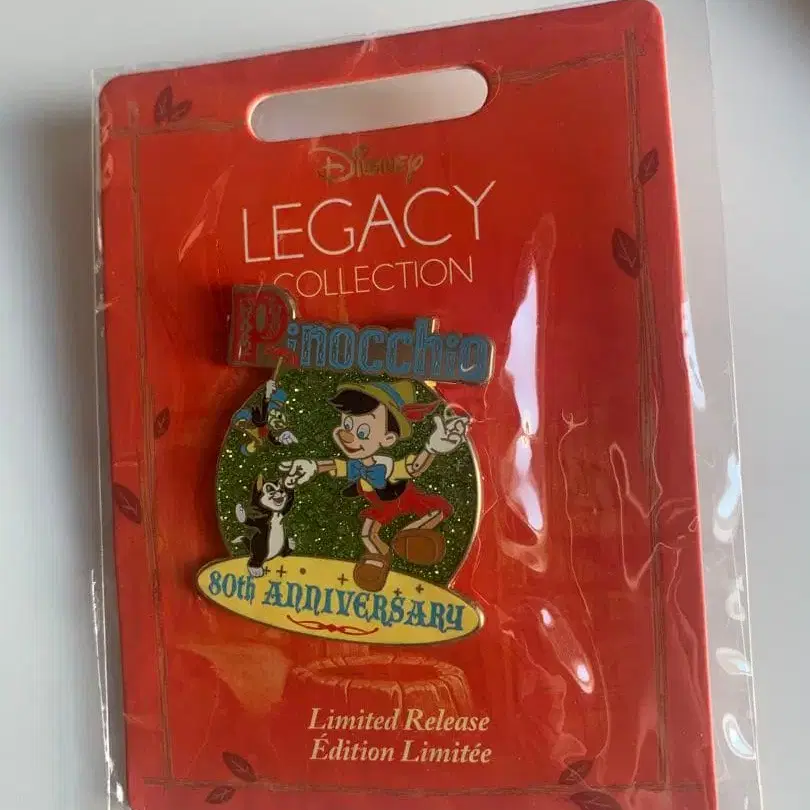 Disney
LEGACY
COLLECTION
Pinocchio
80th ANNIVERSARY
Limited Release
Édition Limitée